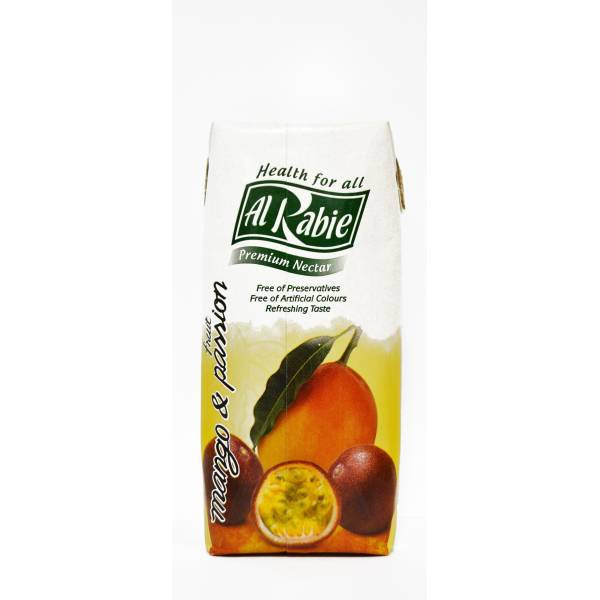 Health for all
Al Rabie
Premium Nectar
Free of Preservatives
Free of Artificial Colours
Refreshing Taste
mango & passion
fruit